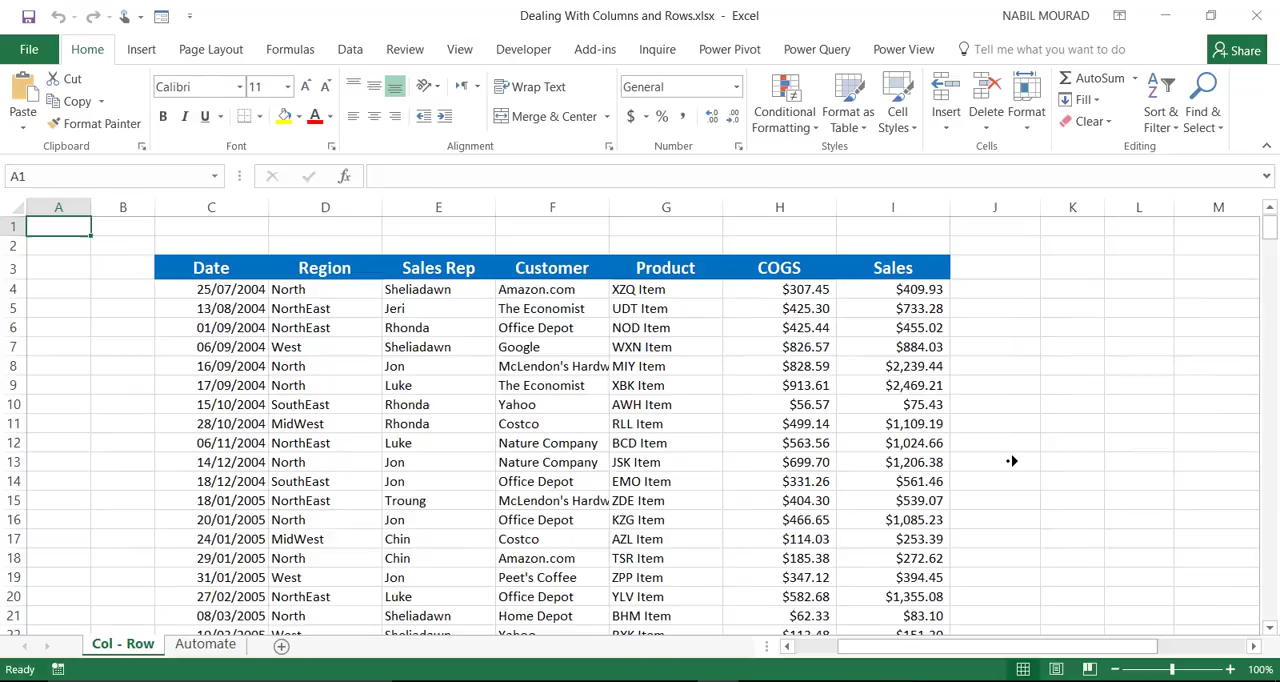 Dealing With Columns and Rows.xlsx - Excel
NABIL MOURAD
File Home Insert Page Layout Formulas Data Review View Developer Add-ins Inquire Power Pivot Power Query Power View Tell me what you want to do Share
Paste
Cut
Copy
Format Painter
Clipboard
Calibri 11
B I U
Font
Wrap Text
Merge & Center
Alignment
General
$ % ,
Number
Conditional Formatting
Format as Table
Cell Styles
Styles
Insert Delete Format
Cells
AutoSum
Fill
Clear
Sort & Filter
Find & Select
Editing
A1 fx
A B C D E F G H I J K L M
1
2
3 Date Region Sales Rep Customer Product COGS Sales
4 25/07/2004 North Sheliadawn Amazon.com XZQ Item $307.45 $409.93
5 13/08/2004 NorthEast Jeri The Economist UDT Item $425.30 $733.28
6 01/09/2004 NorthEast Rhonda Office Depot NOD Item $425.44 $455.02
7 06/09/2004 West Sheliadawn Google WXN Item $826.57 $884.03
8 16/09/2004 North Jon McLendon's Hardw MIY Item $828.59 $2,239.44
9 17/09/2004 North Luke The Economist XBK Item $913.61 $2,469.21
10 15/10/2004 SouthEast Rhonda Yahoo AWH Item $56.57 $75.43
11 28/10/2004 MidWest Rhonda Costco RLL Item $499.14 $1,109.19
12 06/11/2004 NorthEast Luke Nature Company BCD Item $563.56 $1,024.66
13 14/12/2004 North Jon Nature Company JSK Item $699.70 $1,206.38
14 18/12/2004 SouthEast Jon Office Depot EMO Item $331.26 $561.46
15 18/01/2005 NorthEast Troung McLendon's Hardw ZDE Item $404.30 $539.07
16 20/01/2005 North Jon Office Depot KZG Item $466.65 $1,085.23
17 24/01/2005 MidWest Chin Costco AZL Item $114.03 $253.39
18 29/01/2005 North Chin Amazon.com TSR Item $185.38 $272.62
19 31/01/2005 West Jon Peet's Coffee ZPP Item $347.12 $394.45
20 27/02/2005 NorthEast Luke Office Depot YLV Item $582.68 $1,355.08
21 08/03/2005 North Sheliadawn Home Depot BHM Item $62.33 $83.10
Col - Row Automate
Ready 100%